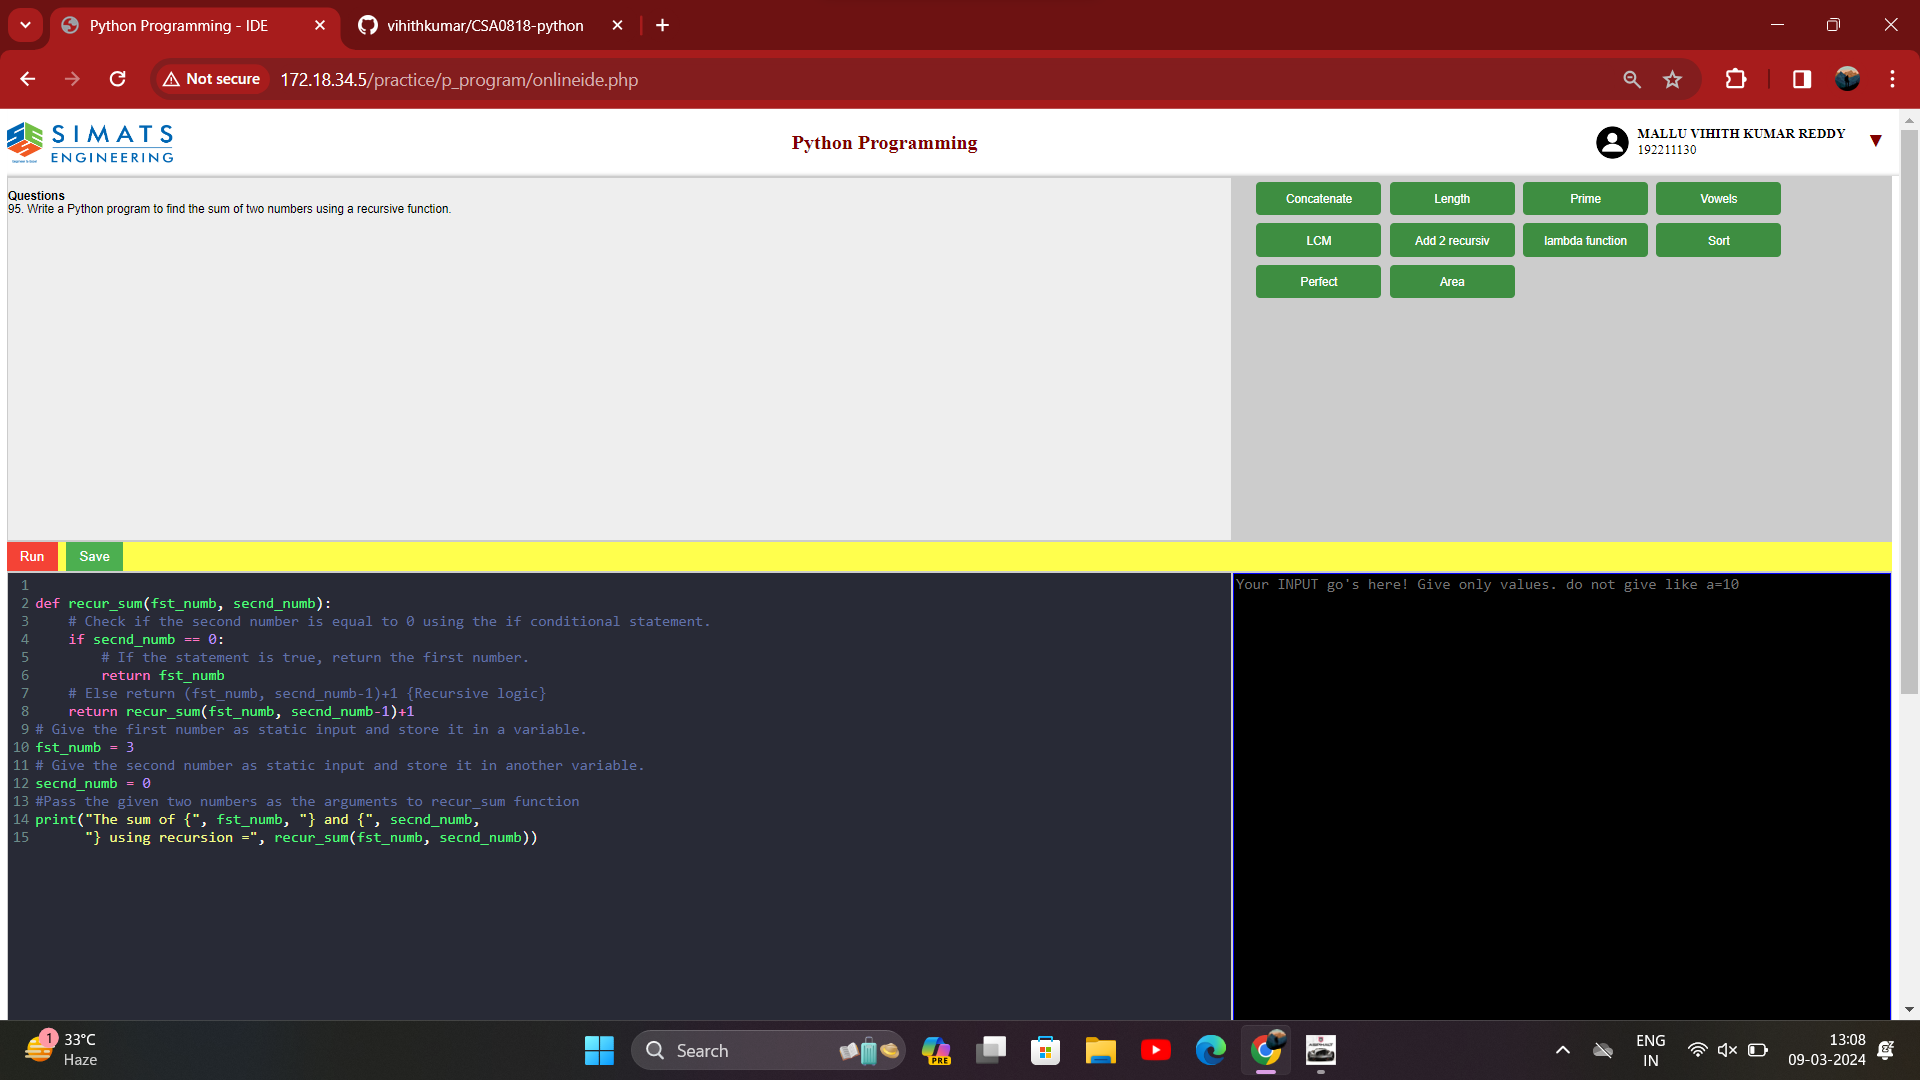 Python Programming - IDE
vihithkumar/CSA0818-python
Not secure
172.18.34.5/practice/p_program/onlineide.php
SIMATS
ENGINEERING
Python Programming
MALLU VIHITH KUMAR REDDY
192211130
Questions
95. Write a Python program to find the sum of two numbers using a recursive function.
Concatenate
Length
Prime
Vowels
LCM
Add 2 recursiv
lambda function
Sort
Perfect
Area
Run
Save
1
2 def recur_sum(fst_numb, secnd_numb):
3 # Check if the second number is equal to 0 using the if conditional statement.
4 if secnd_numb == 0:
5 # If the statement is true, return the first number.
6 return fst_numb
7 # Else return (fst_numb, secnd_numb-1)+1 {Recursive logic}
8 return recur_sum(fst_numb, secnd_numb-1)+1
9 # Give the first number as static input and store it in a variable.
10 fst_numb = 3
11 # Give the second number as static input and store it in another variable.
12 secnd_numb = 0
13 #Pass the given two numbers as the arguments to recur_sum function
14 print("The sum of {", fst_numb, "} and {", secnd_numb,
15 "} using recursion =", recur_sum(fst_numb, secnd_numb))
Your INPUT go's here! Give only values. do not give like a=10
1
33°C
Haze
Search
PRE
ENG
IN
13:08
09-03-2024